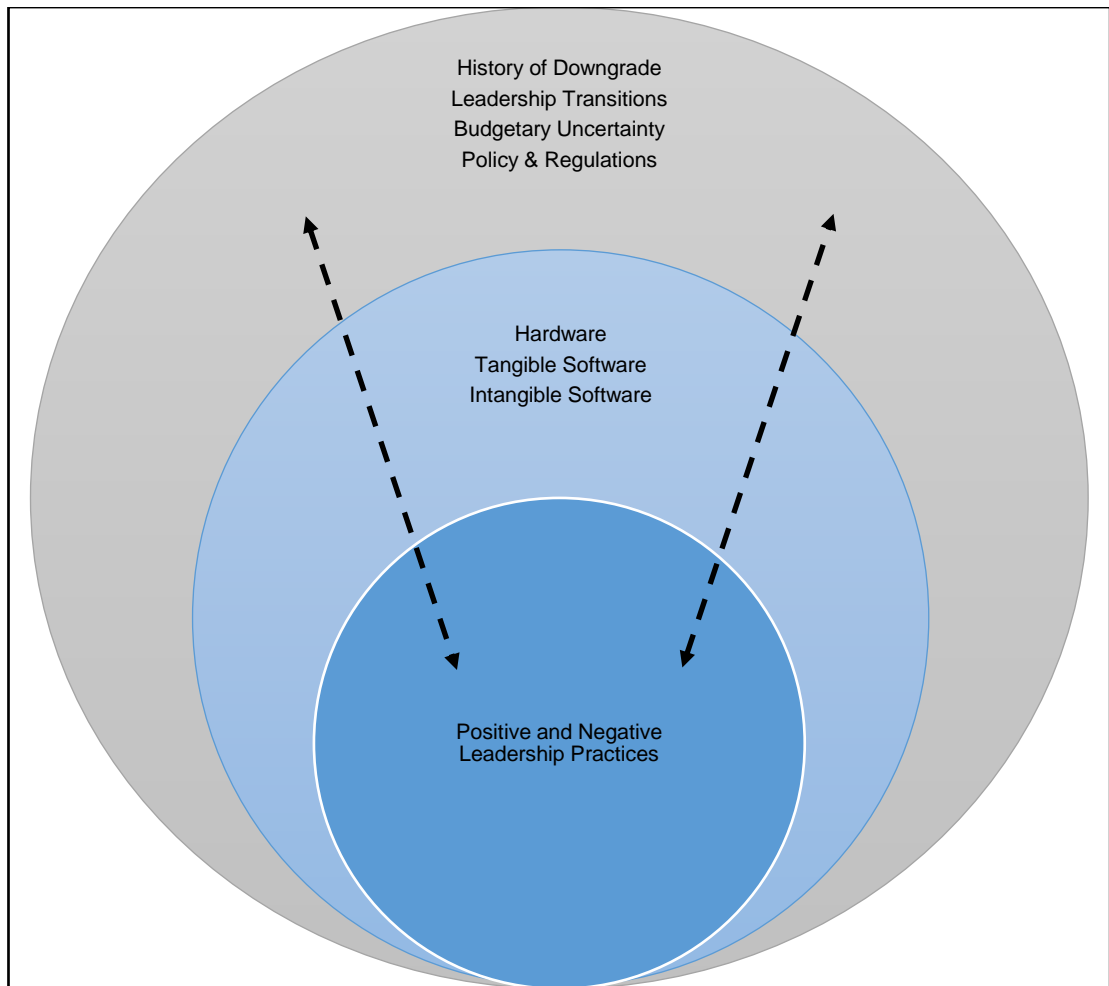 History of Downgrade
Leadership Transitions
Budgetary Uncertainty
Policy & Regulations
Hardware
Tangible Software
Intangible Software
Positive and Negative
Leadership Practices